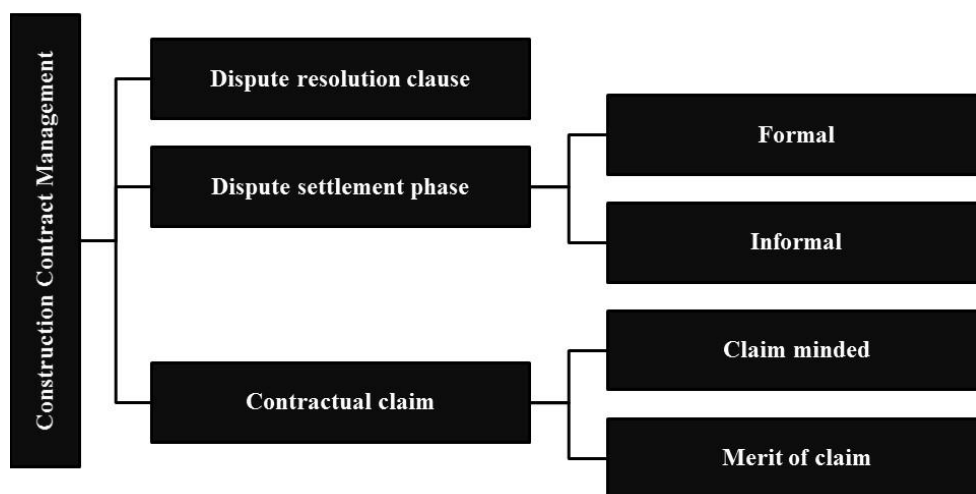 Construction Contract Management
Dispute resolution clause
Dispute settlement phase
Formal
Informal
Contractual claim
Claim minded
Merit of claim